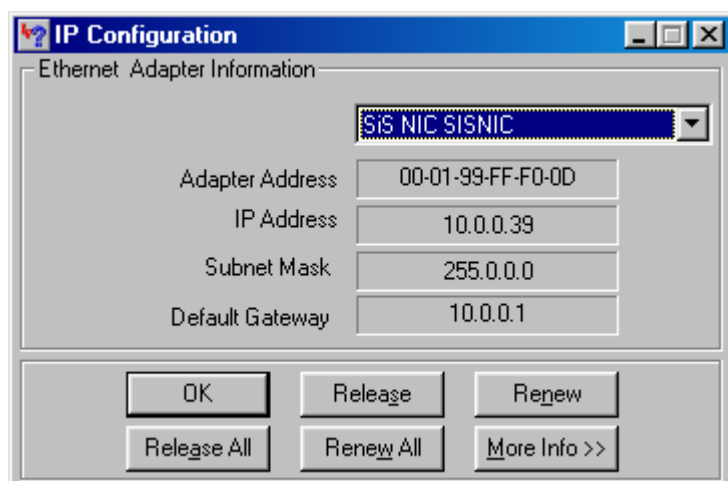 IP Configuration
Ethernet Adapter Information
SiS NIC SISNIC
Adapter Address 00-01-99-FF-F0-0D
IP Address 10.0.0.39
Subnet Mask 255.0.0.0
Default Gateway 10.0.0.1
OK Release Renew
Release All Renew All More Info >>